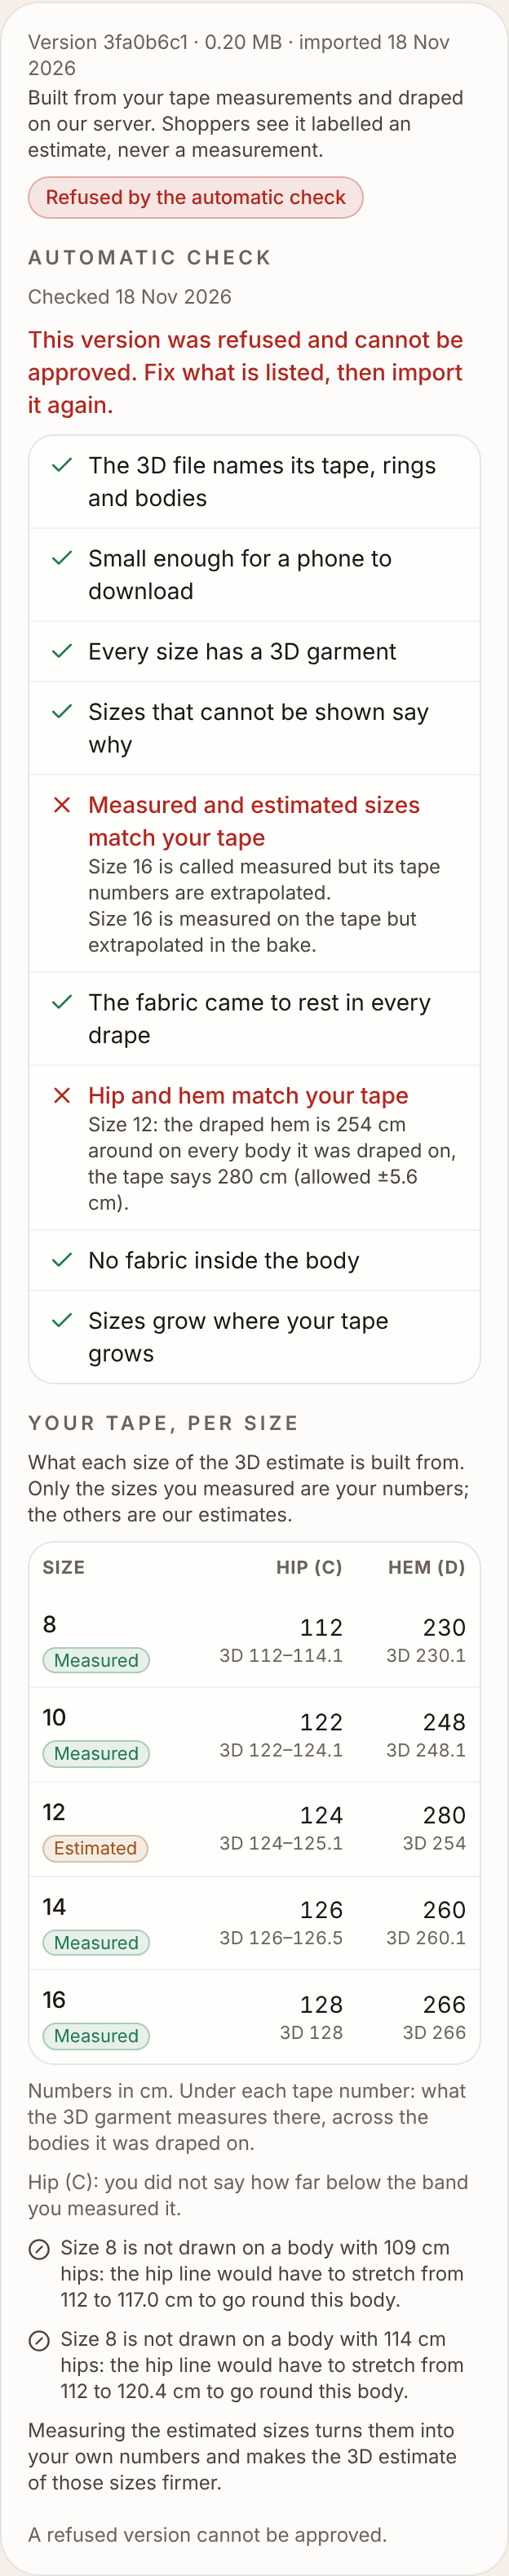 Version 3fa0b6c1 · 0.20 MB · imported 18 Nov
2026
Built from your tape measurements and draped
on our server. Shoppers see it labelled an
estimate, never a measurement.
Refused by the automatic check
AUTOMATIC CHECK
Checked 18 Nov 2026
This version was refused and cannot be
approved. Fix what is listed, then import
it again.
The 3D file names its tape, rings
and bodies
Small enough for a phone to
download
Every size has a 3D garment
Sizes that cannot be shown say
why
Measured and estimated sizes
match your tape
Size 16 is called measured but its tape
numbers are extrapolated.
Size 16 is measured on the tape but
extrapolated in the bake.
The fabric came to rest in every
drape
Hip and hem match your tape
Size 12: the draped hem is 254 cm
around on every body it was draped on,
the tape says 280 cm (allowed ±5.6
cm).
No fabric inside the body
Sizes grow where your tape
grows
YOUR TAPE, PER SIZE
What each size of the 3D estimate is built from.
Only the sizes you measured are your numbers;
the others are our estimates.
SIZE HIP (C) HEM (D)
8 112 230
Measured 3D 112–114.1 3D 230.1
10 122 248
Measured 3D 122–124.1 3D 248.1
12 124 280
Estimated 3D 124–125.1 3D 254
14 126 260
Measured 3D 126–126.5 3D 260.1
16 128 266
Measured 3D 128 3D 266
Numbers in cm. Under each tape number: what
the 3D garment measures there, across the
bodies it was draped on.
Hip (C): you did not say how far below the band
you measured it.
Size 8 is not drawn on a body with 109 cm
hips: the hip line would have to stretch from
112 to 117.0 cm to go round this body.
Size 8 is not drawn on a body with 114 cm
hips: the hip line would have to stretch from
112 to 120.4 cm to go round this body.
Measuring the estimated sizes turns them into
your own numbers and makes the 3D estimate
of those sizes firmer.
A refused version cannot be approved.